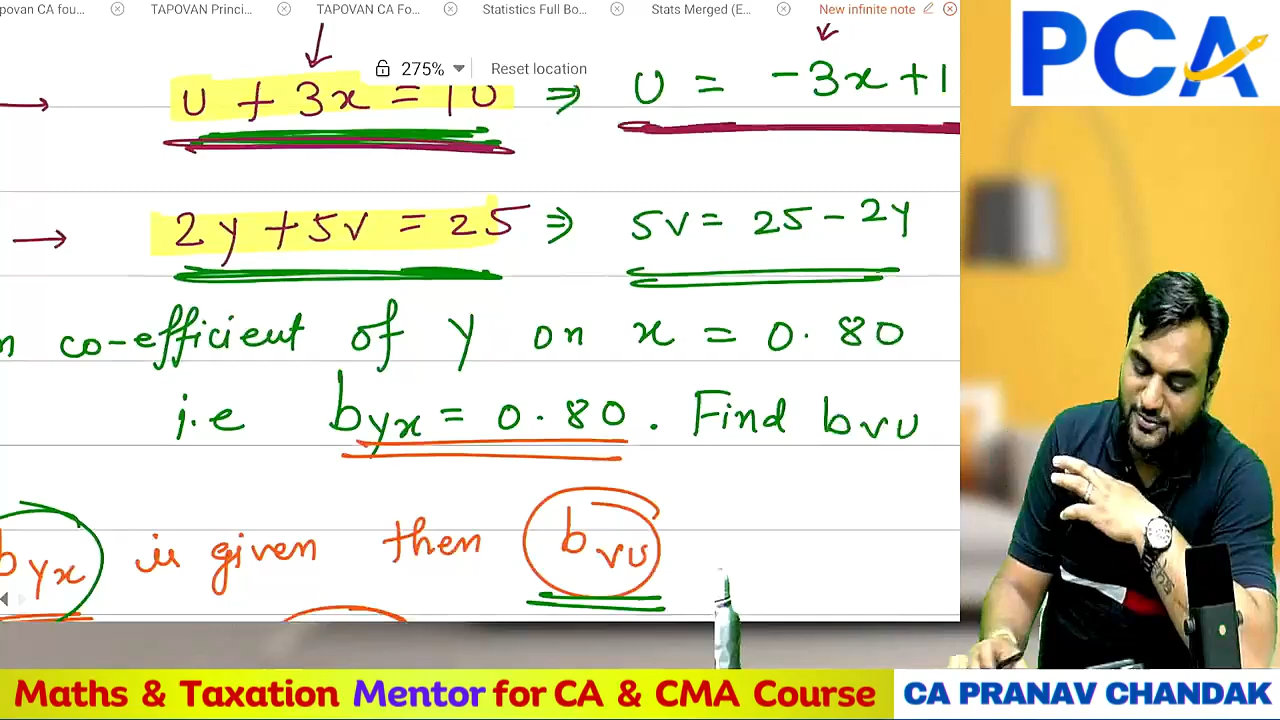 povan CA fou... TAPOVAN Princi... TAPOVAN CA Fo... Statistics Full Bo... Stats Merged (E... New infinite note
275% Reset location
PCA
u + 3x = 10 ⇒ u = -3x + 1
2y + 5v = 25 ⇒ 5v = 25 - 2y
n co-efficient of y on x = 0.80
i.e byx = 0.80. Find bvu
byx is given then bvu
Maths & Taxation Mentor for CA & CMA Course
CA PRANAV CHANDAK